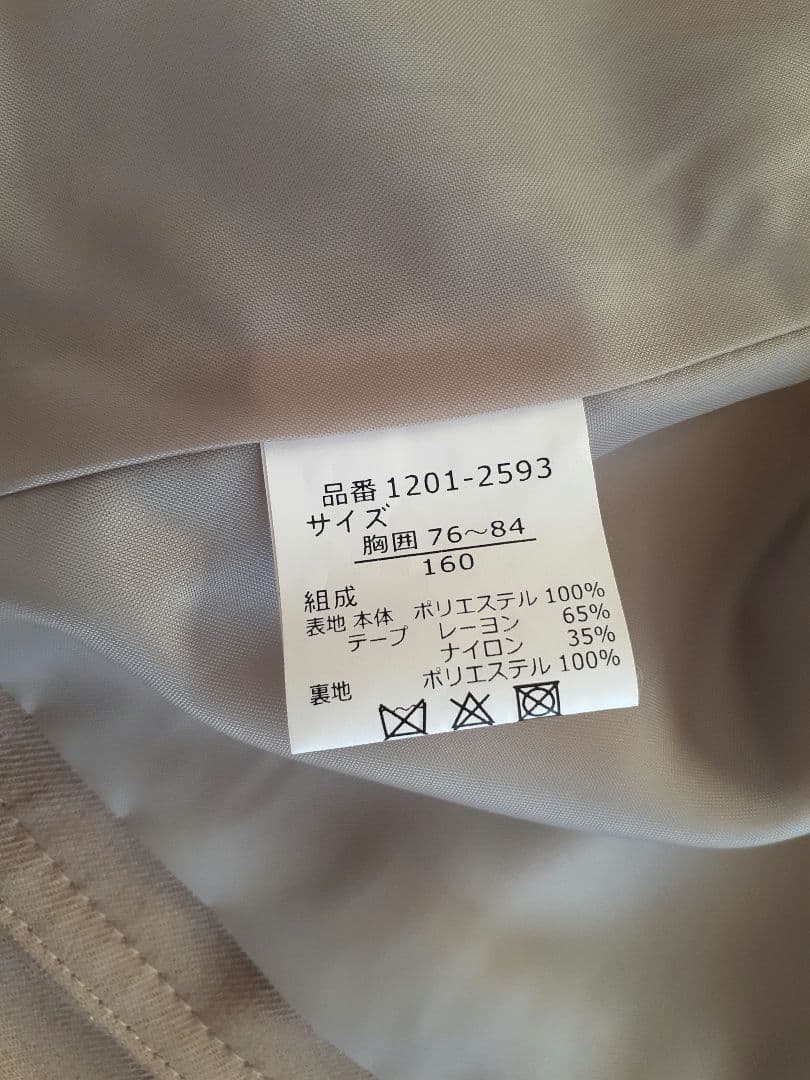 品番 1201-2593
サイズ
胸囲 76～84
160
組成
表地 本体 ポリエステル 100%
テープ レーヨン 65%
ナイロン 35%
裏地 ポリエステル 100%